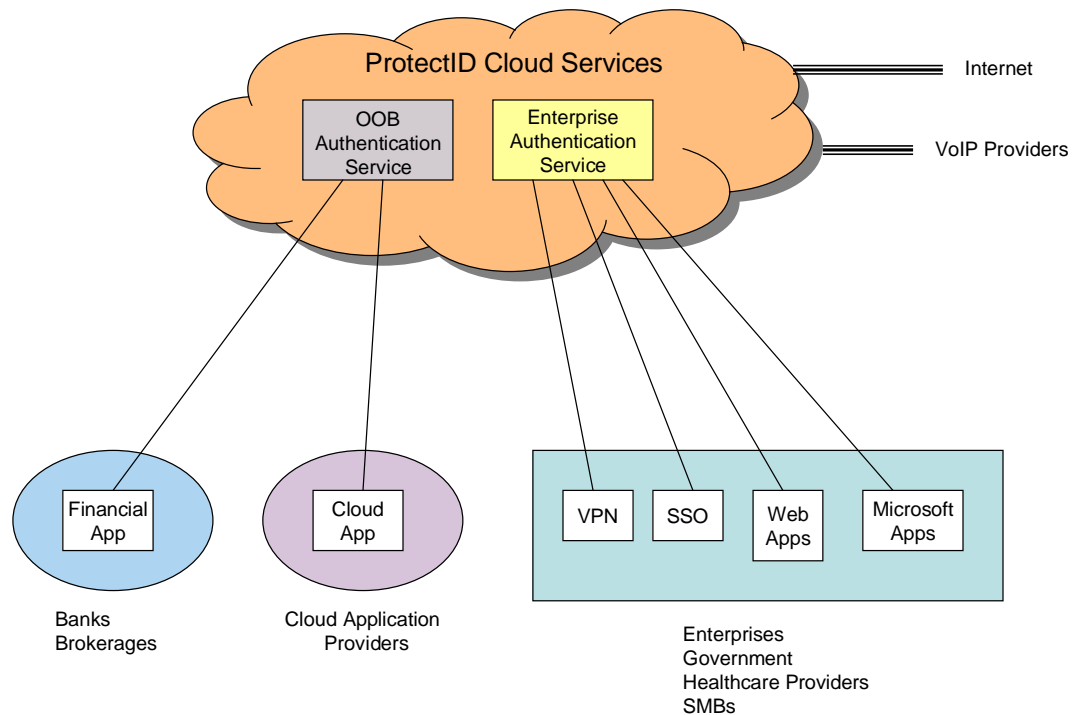 ProtectID Cloud Services
Internet
OOB
Authentication
Service
Enterprise
Authentication
Service
VoIP Providers
Financial
App
Cloud
App
VPN
SSO
Web
Apps
Microsoft
Apps
Banks
Brokerages
Cloud Application
Providers
Enterprises
Government
Healthcare Providers
SMBs